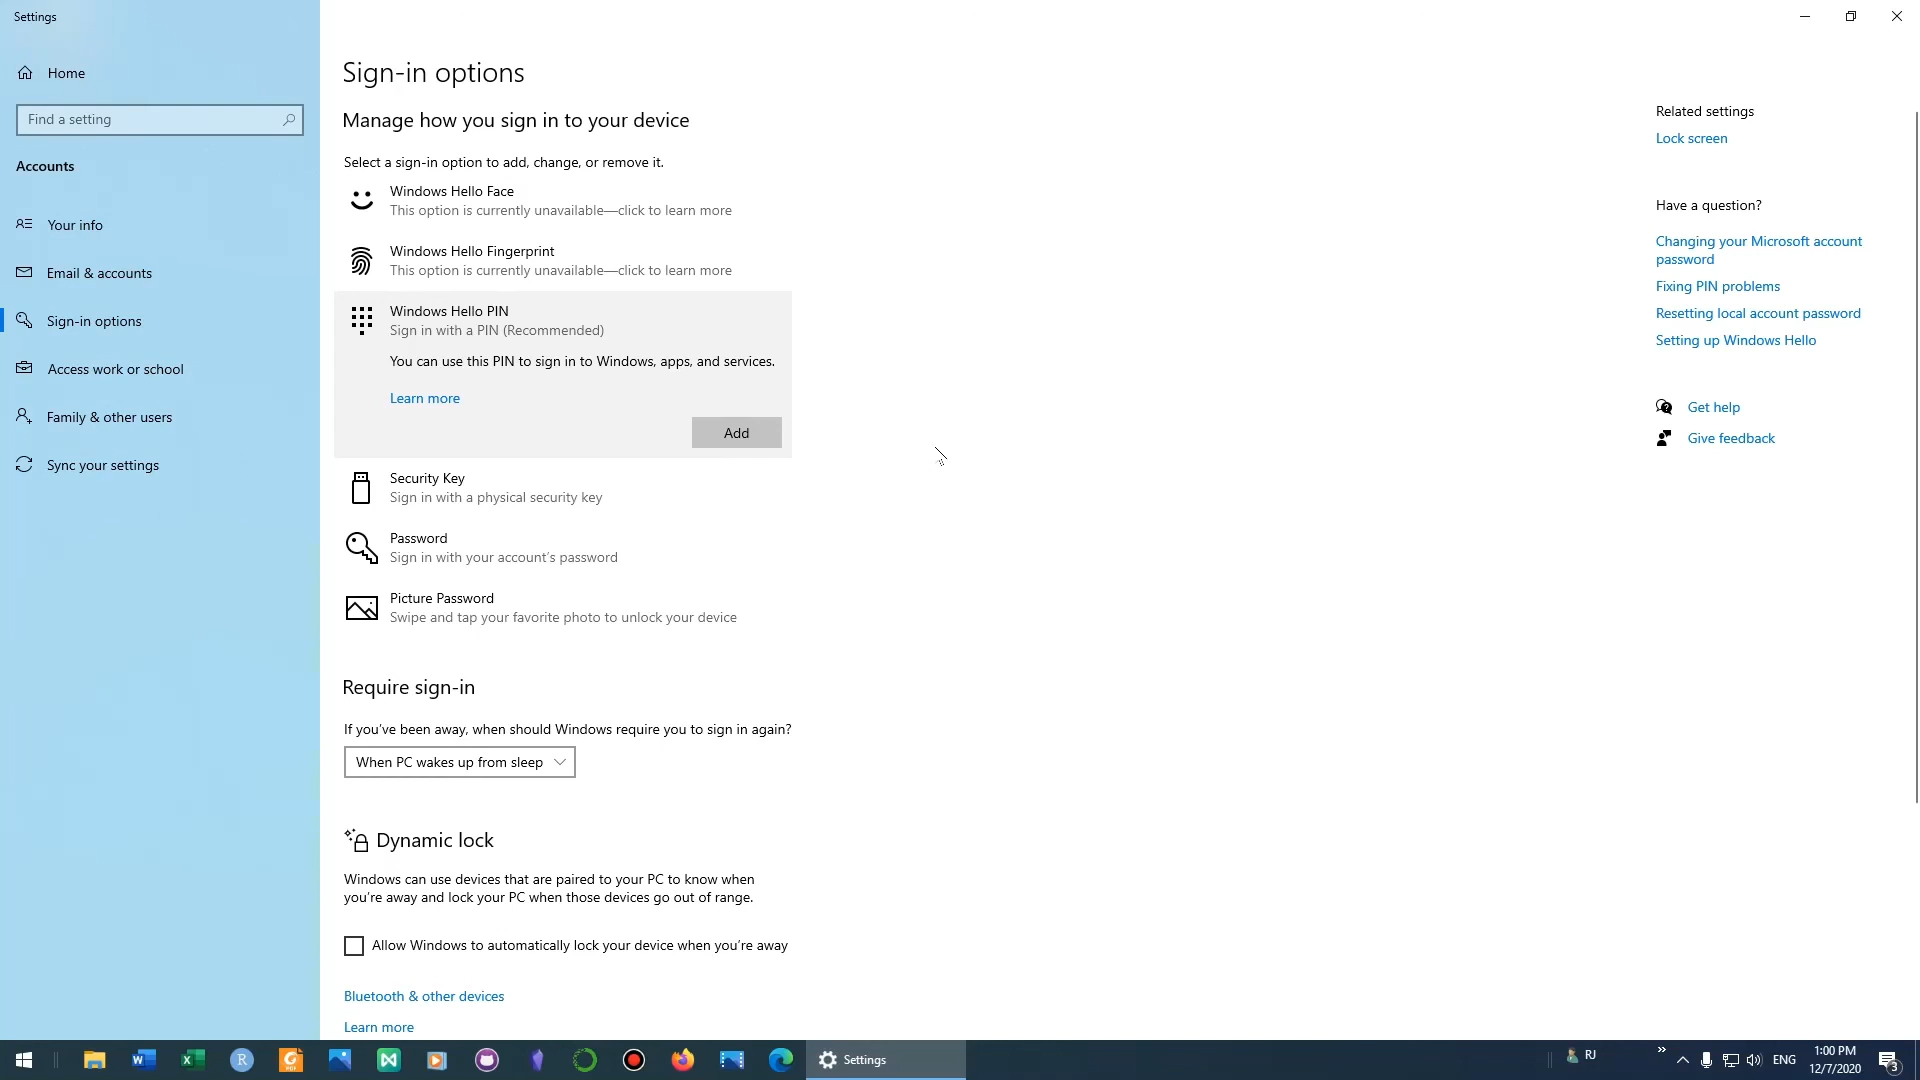 Settings
Home
Find a setting
Accounts
Your info
Email & accounts
Sign-in options
Access work or school
Family & other users
Sync your settings
Sign-in options
Manage how you sign in to your device
Select a sign-in option to add, change, or remove it.
Windows Hello Face
This option is currently unavailable—click to learn more
Windows Hello Fingerprint
This option is currently unavailable—click to learn more
Windows Hello PIN
Sign in with a PIN (Recommended)
You can use this PIN to sign in to Windows, apps, and services.
Learn more
Add
Security Key
Sign in with a physical security key
Password
Sign in with your account's password
Picture Password
Swipe and tap your favorite photo to unlock your device
Require sign-in
If you've been away, when should Windows require you to sign in again?
When PC wakes up from sleep
Dynamic lock
Windows can use devices that are paired to your PC to know when
you're away and lock your PC when those devices go out of range.
Allow Windows to automatically lock your device when you're away
Bluetooth & other devices
Learn more
Related settings
Lock screen
Have a question?
Changing your Microsoft account
password
Fixing PIN problems
Resetting local account password
Setting up Windows Hello
Get help
Give feedback
Settings
RJ
ENG
1:00 PM
12/7/2020
3